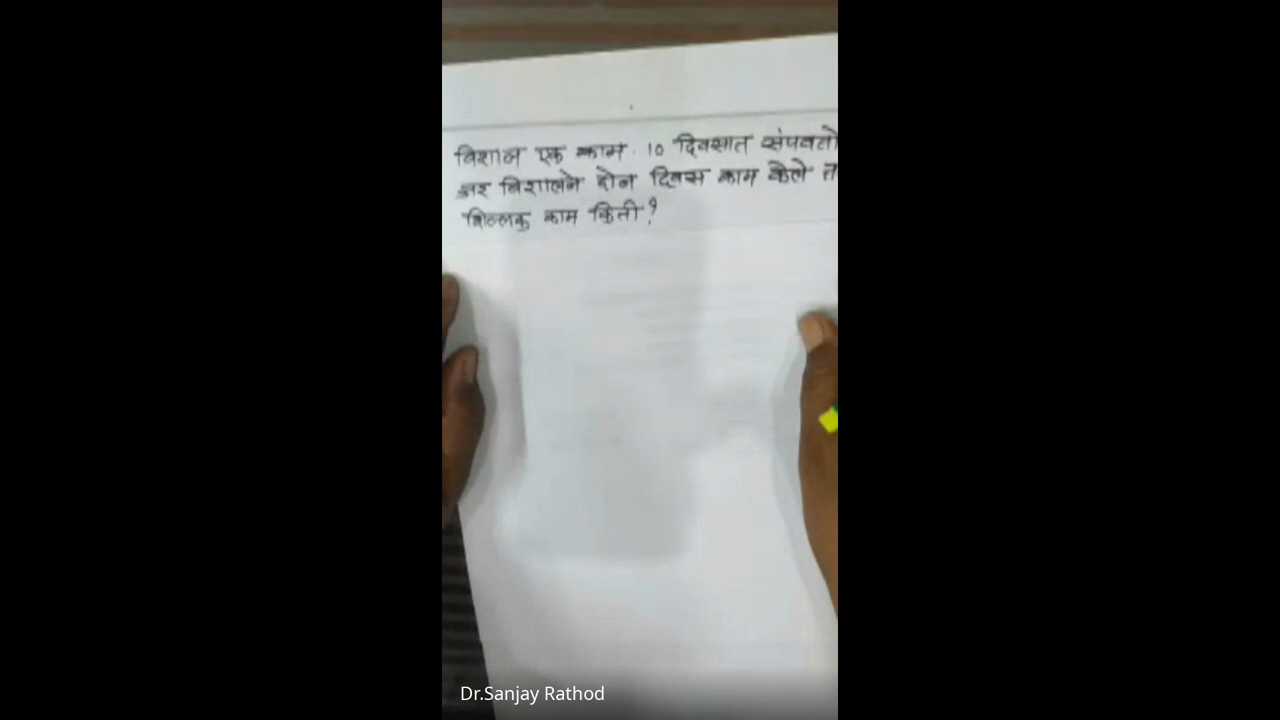 विशाल एक काम. 10 दिवसात संपवतो
जर विशालने दोन दिवस काम केले त
शिल्लक काम किती?
Dr.Sanjay Rathod